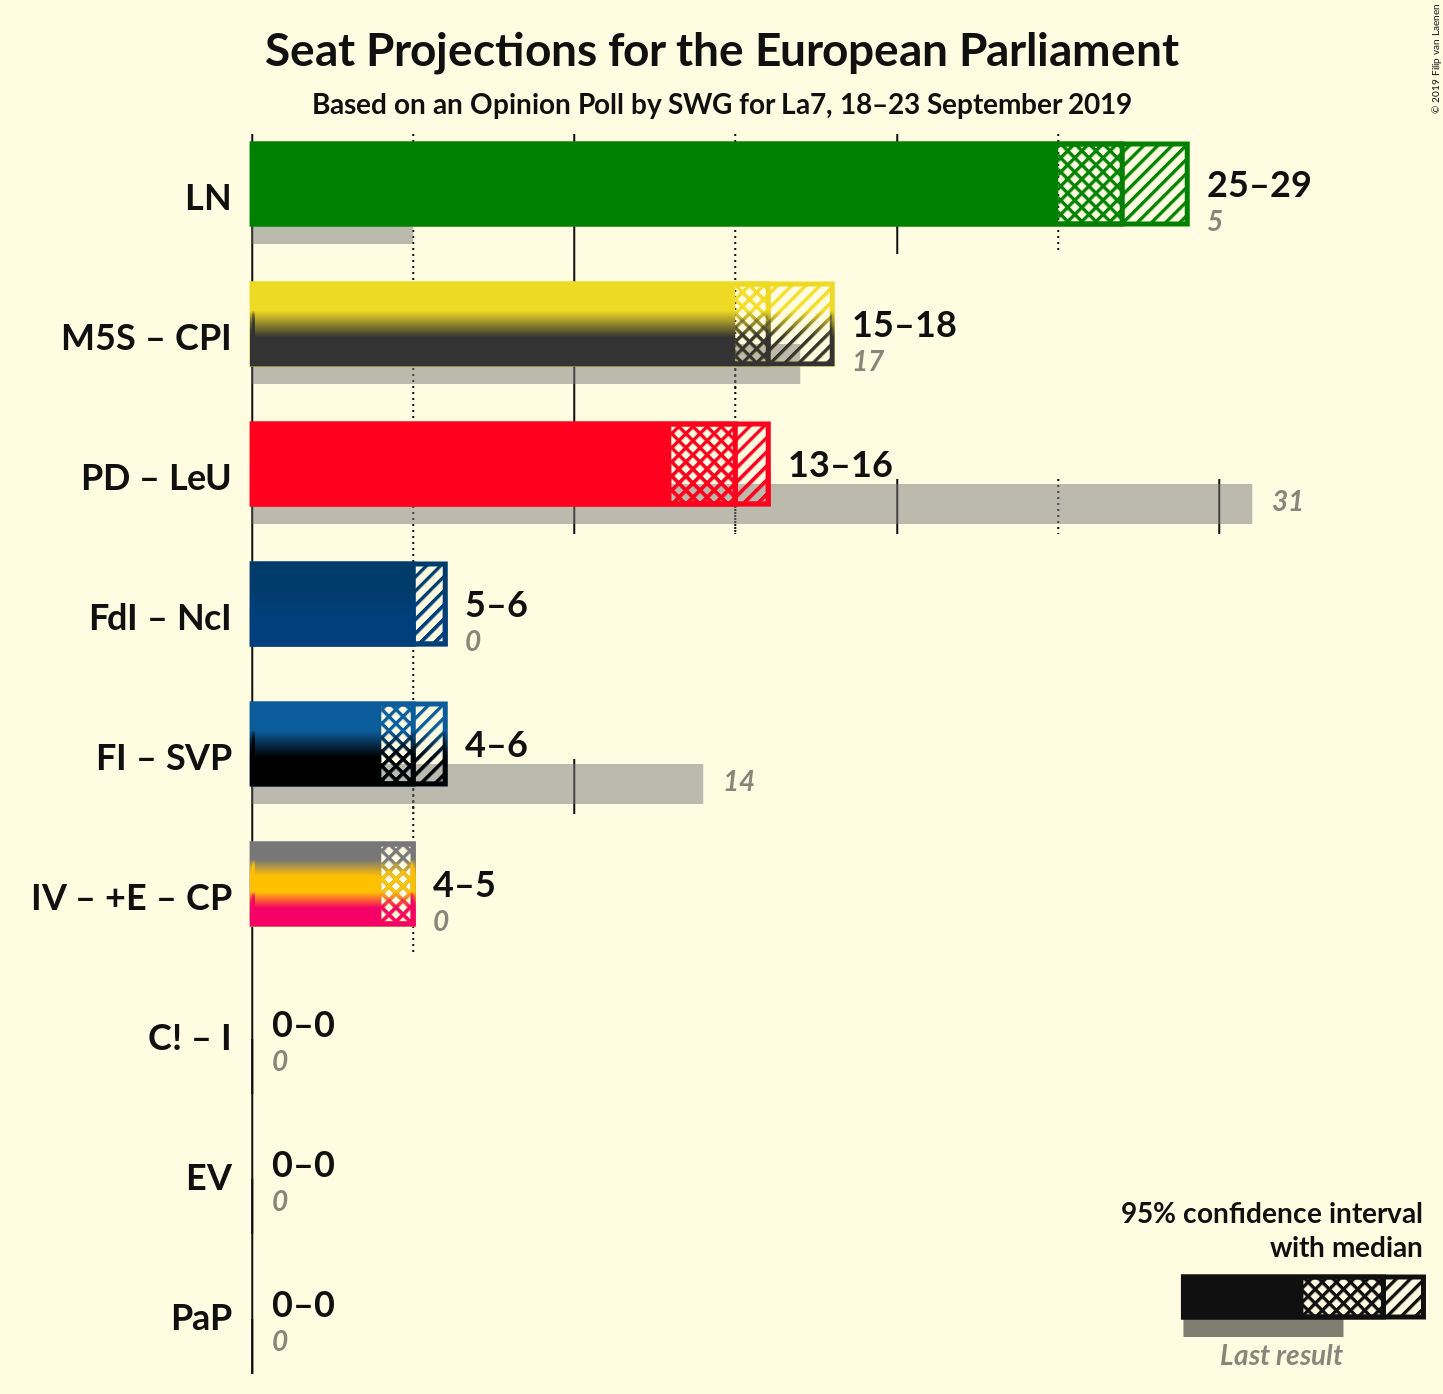 Seat Projections for the European Parliament
Based on an Opinion Poll by SWG for La7, 18–23 September 2019
© 2019 Filip van Laenen
LN
25–29
5
M5S – CPI
15–18
17
PD – LeU
13–16
31
FdI – NcI
5–6
0
FI – SVP
4–6
14
IV – +E – CP
4–5
0
C! – I
0–0
0
EV
0–0
0
PaP
0–0
0
95% confidence interval
with median
Last result